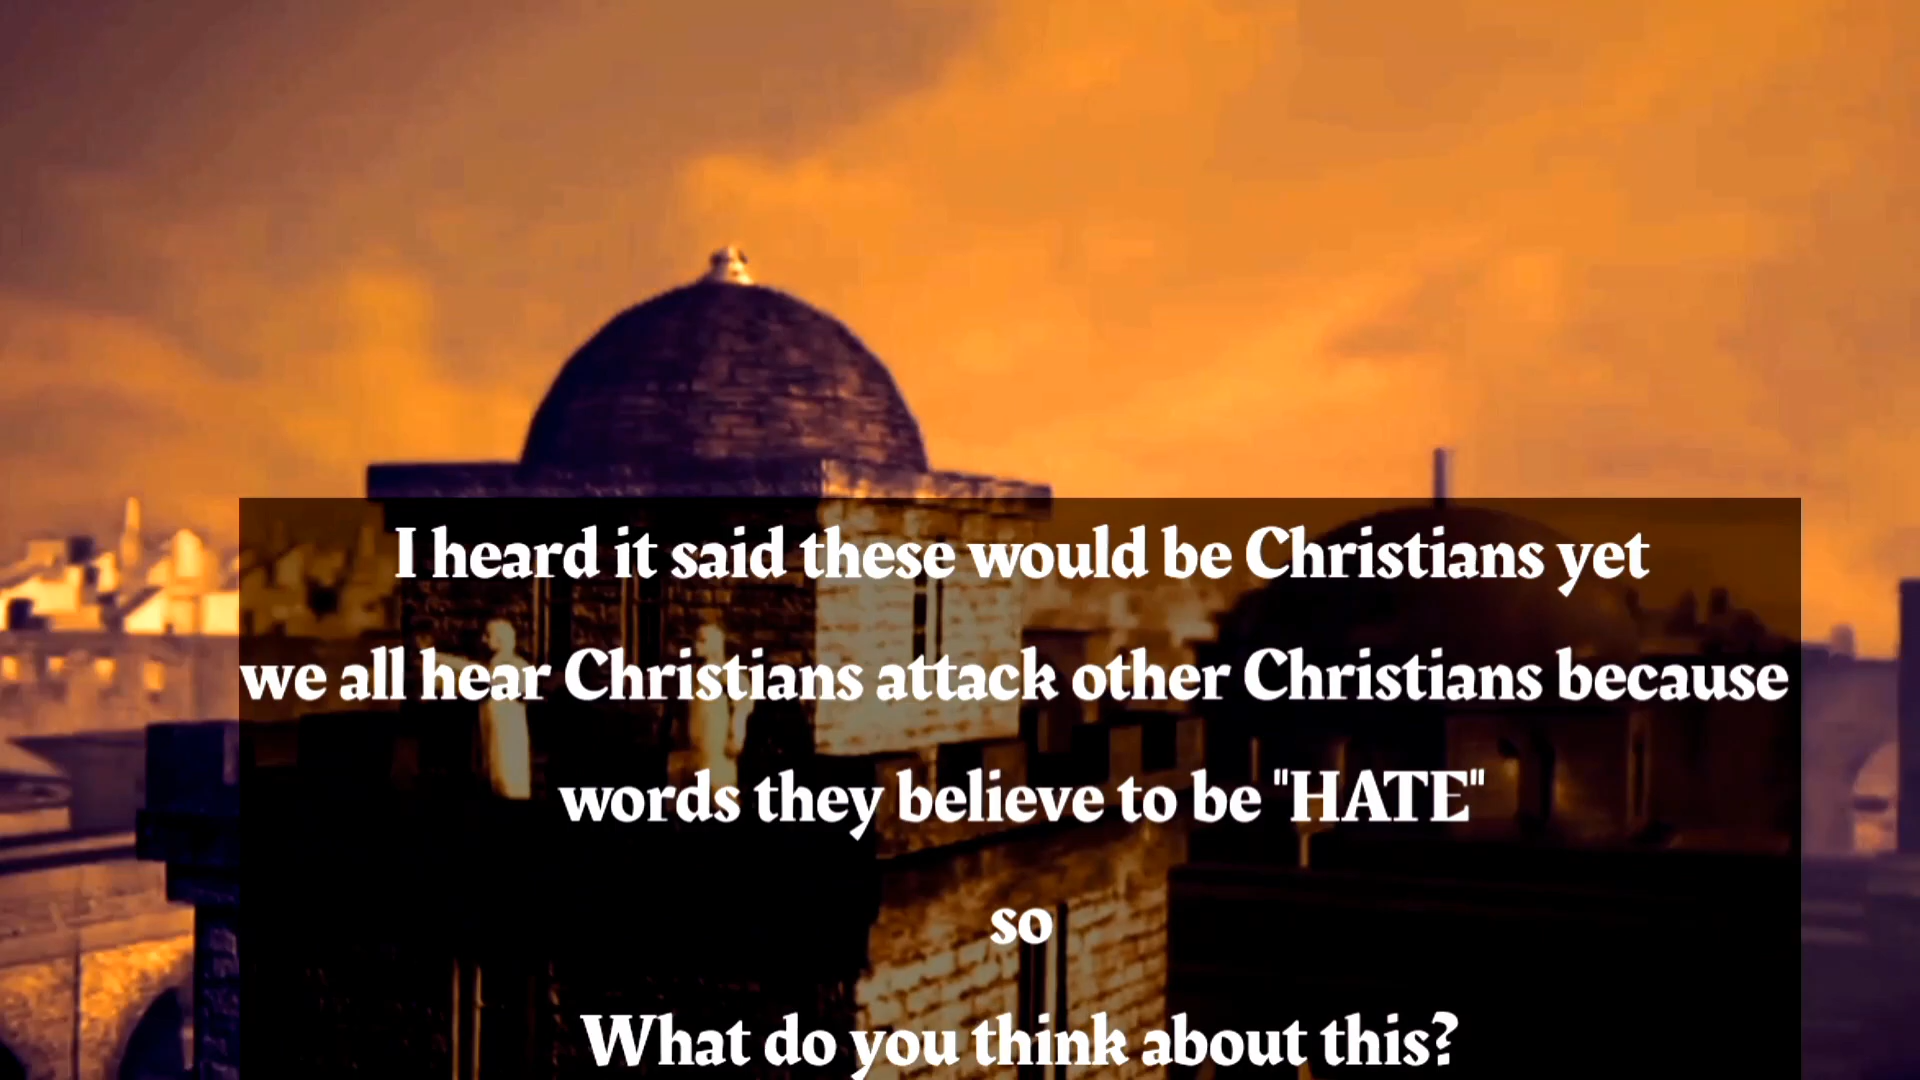 I heard it said these would be Christians yet
we all hear Christians attack other Christians because
words they believe to be "HATE"
so
What do you think about this?